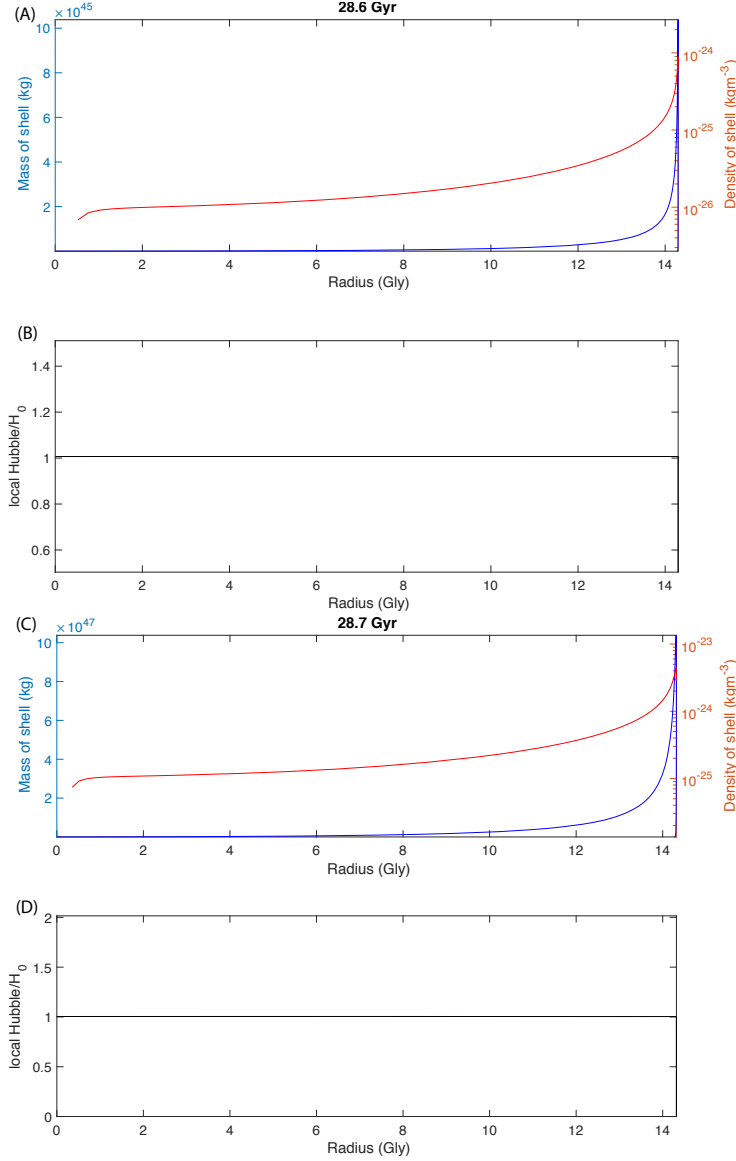 (A)
×10^45
28.6 Gyr
10
8
6
4
2
Mass of shell (kg)
10^-24
10^-25
10^-26
Density of shell (kgm^-3)
0 2 4 6 8 10 12 14
Radius (Gly)
(B)
1.4
1.2
1
0.8
0.6
local Hubble/H_0
0 2 4 6 8 10 12 14
Radius (Gly)
(C)
×10^47
28.7 Gyr
10
8
6
4
2
Mass of shell (kg)
10^-23
10^-24
10^-25
Density of shell (kgm^-3)
0 2 4 6 8 10 12 14
Radius (Gly)
(D)
2
1.5
1
0.5
0
local Hubble/H_0
0 2 4 6 8 10 12 14
Radius (Gly)